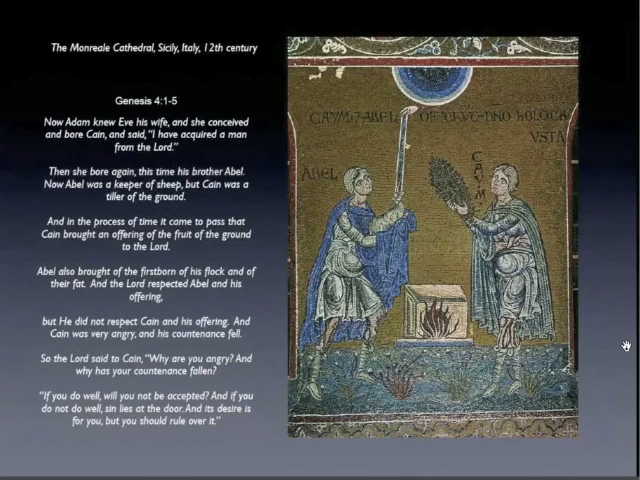 The Monreale Cathedral, Sicily, Italy, 12th century
Genesis 4:1-5
Now Adam knew Eve his wife, and she conceived
and bore Cain, and said, "I have acquired a man
from the Lord."
Then she bore again, this time his brother Abel.
Now Abel was a keeper of sheep, but Cain was a
tiller of the ground.
And in the process of time it came to pass that
Cain brought an offering of the fruit of the ground
to the Lord.
Abel also brought of the firstborn of his flock and of
their fat. And the Lord respected Abel and his
offering,
but He did not respect Cain and his offering. And
Cain was very angry, and his countenance fell.
So the Lord said to Cain, "Why are you angry? And
why has your countenance fallen?
"If you do well, will you not be accepted? And if you
do not do well, sin lies at the door. And its desire is
for you, but you should rule over it."
ABEL
CAYM